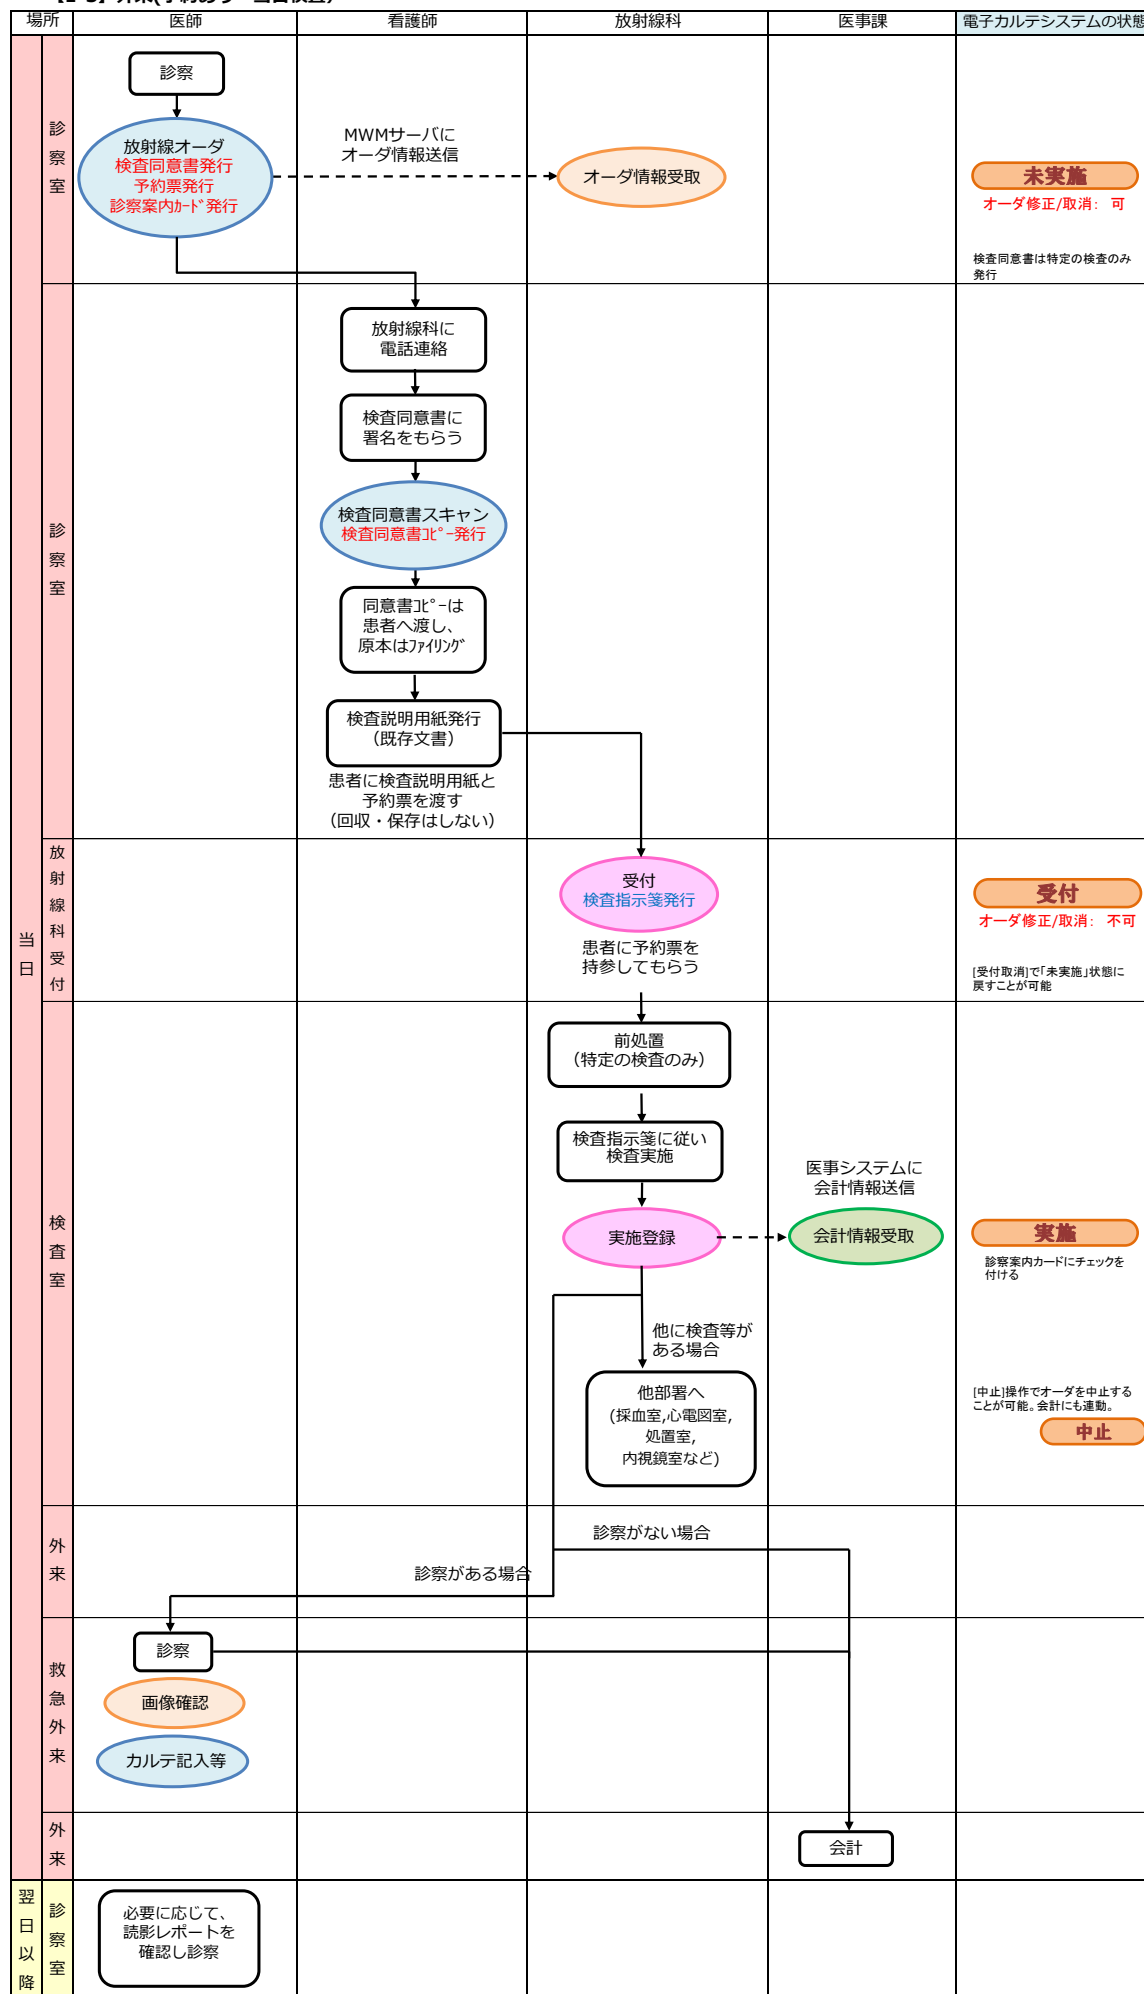 場所
医師
看護師
放射線科
医事課
電子カルテシステムの状態
当日
診察室
診察
放射線オーダ
検査同意書発行
予約票発行
診察案内ｶｰﾄﾞ発行
MWMサーバに
オーダ情報送信
オーダ情報受取
未実施
オーダ修正/取消： 可
検査同意書は特定の検査のみ
発行
診察室
放射線科に
電話連絡
検査同意書に
署名をもらう
検査同意書スキャン
検査同意書ｺﾋﾟｰ発行
同意書ｺﾋﾟｰは
患者へ渡し、
原本はﾌｧｲﾘﾝｸﾞ
検査説明用紙発行
（既存文書）
患者に検査説明用紙と
予約票を渡す
（回収・保存はしない）
放射線科受付
受付
検査指示箋発行
患者に予約票を
持参してもらう
受付
オーダ修正/取消： 不可
[受付取消]で「未実施」状態に
戻すことが可能
検査室
前処置
（特定の検査のみ）
検査指示箋に従い
検査実施
実施登録
医事システムに
会計情報送信
会計情報受取
実施
診察案内カードにチェックを
付ける
他に検査等が
ある場合
他部署へ
(採血室,心電図室,
処置室,
内視鏡室など)
[中止]操作でオーダを中止する
ことが可能。会計にも連動。
中止
外来
診察がない場合
診察がある場合
救急外来
診察
画像確認
カルテ記入等
外来
会計
翌日以降
診察室
必要に応じて、
読影レポートを
確認し診察